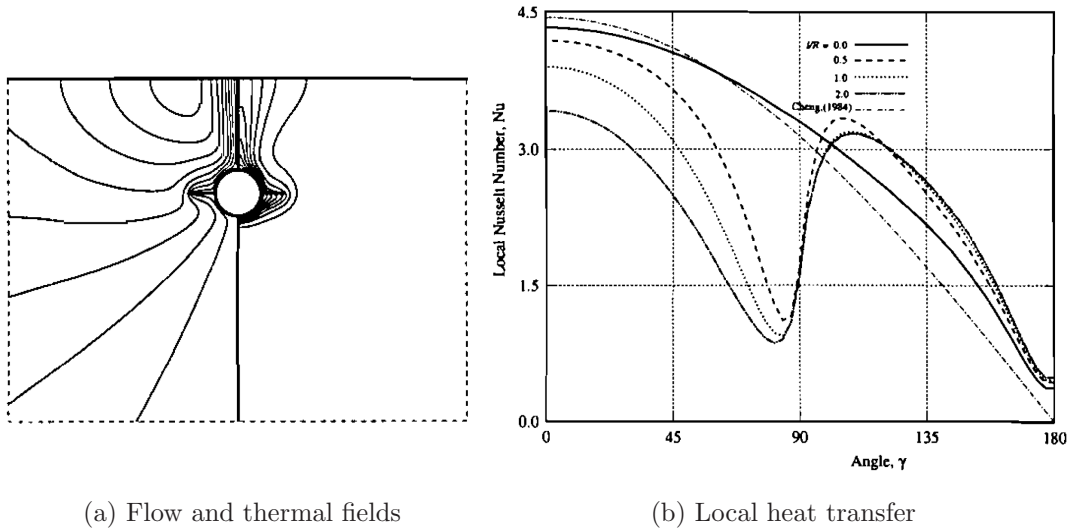 4.5
3.0
1.5
0.0
Local Nusselt Number, Nu
l/R = 0.0
0.5
1.0
2.0
Cheng,(1984)
0
45
90
135
180
Angle, γ
(a) Flow and thermal fields
(b) Local heat transfer